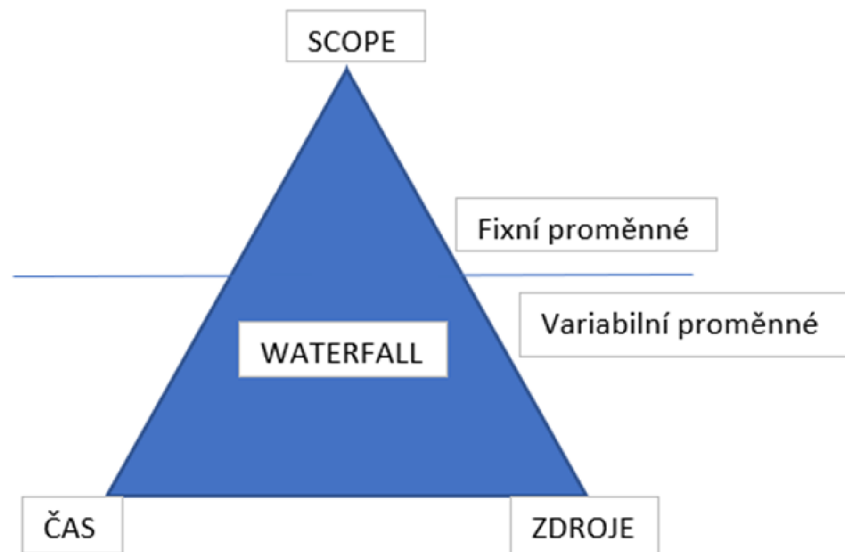 SCOPE
Fixní proměnné
Variabilní proměnné
WATERFALL
ČAS
ZDROJE